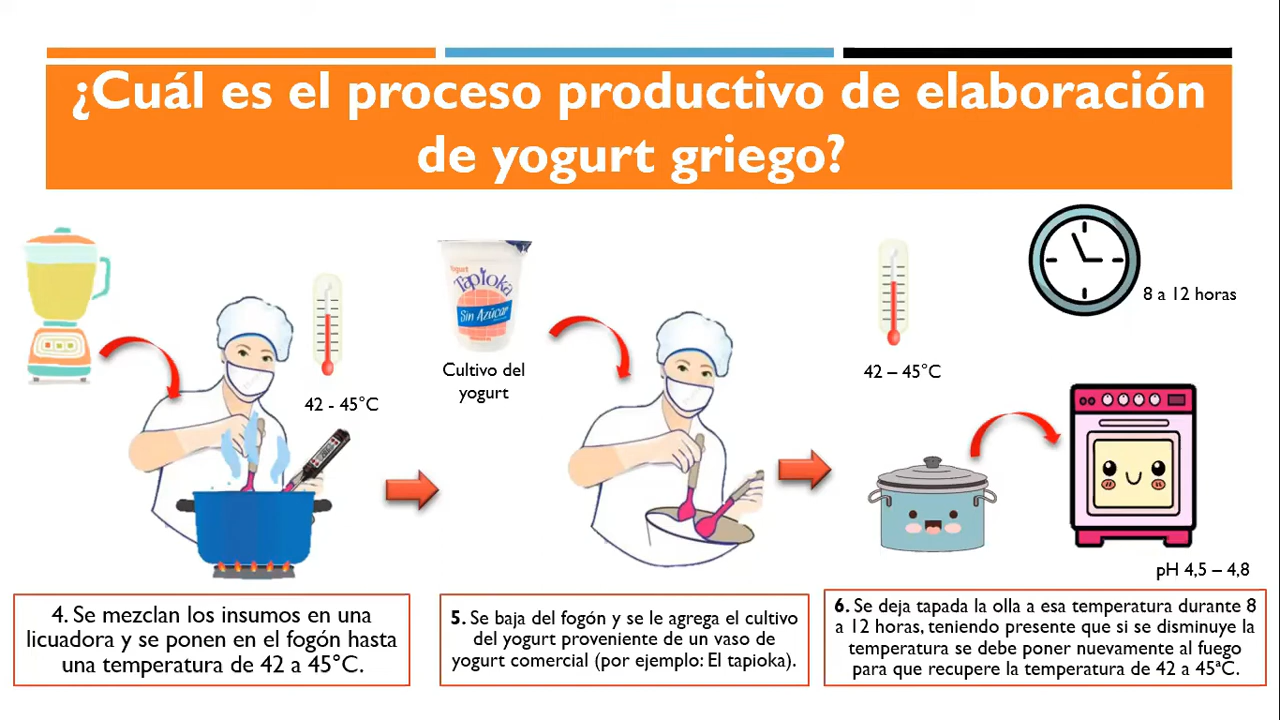 ¿Cuál es el proceso productivo de elaboración
de yogurt griego?
8 a 12 horas
Yogurt
Tapioka
Sin Azúcar
Cultivo del
yogurt
42 – 45°C
42 - 45°C
pH 4,5 – 4,8
4. Se mezclan los insumos en una
licuadora y se ponen en el fogón hasta
una temperatura de 42 a 45°C.
5. Se baja del fogón y se le agrega el cultivo
del yogurt proveniente de un vaso de
yogurt comercial (por ejemplo: El tapioka).
6. Se deja tapada la olla a esa temperatura durante 8
a 12 horas, teniendo presente que si se disminuye la
temperatura se debe poner nuevamente al fuego
para que recupere la temperatura de 42 a 45ªC.